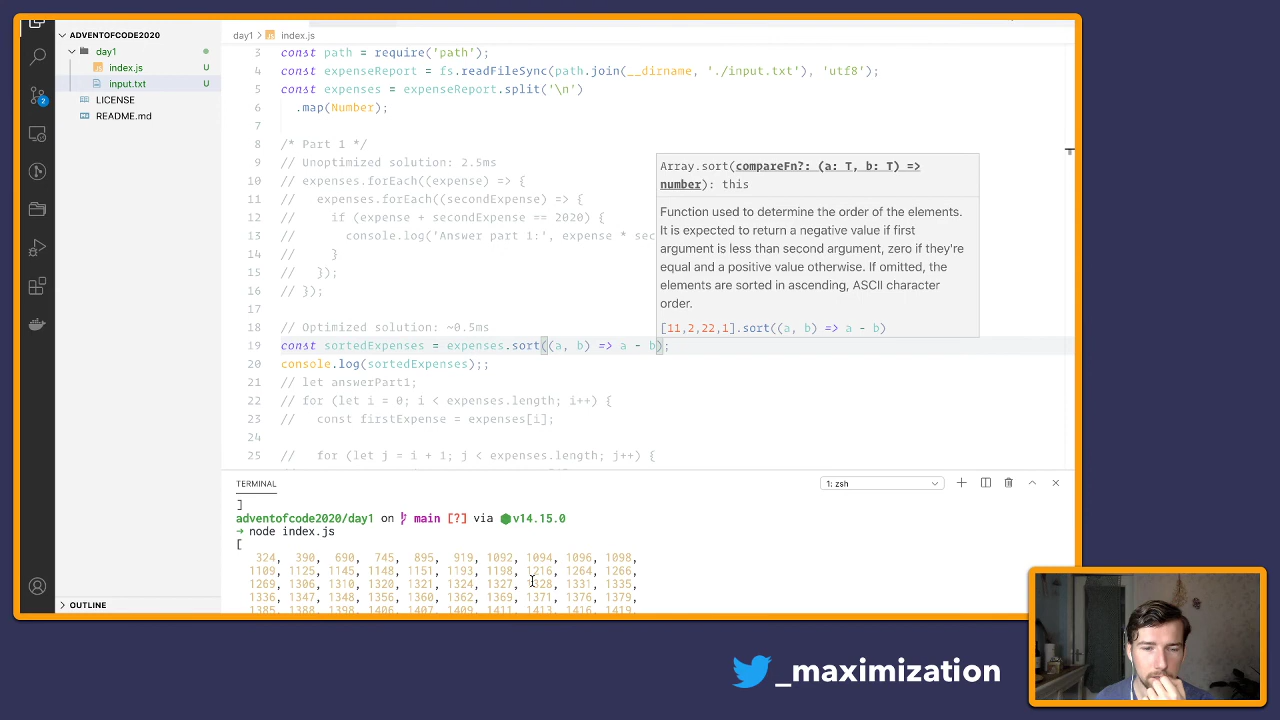 ADVENTOFCODE2020
day1
index.js U
input.txt U
LICENSE
README.md
2
OUTLINE
day1 > index.js
3 const path = require('path');
4 const expenseReport = fs.readFileSync(path.join(__dirname, './input.txt'), 'utf8');
5 const expenses = expenseReport.split('\n')
6 .map(Number);
7
8 /* Part 1 */
9 // Unoptimized solution: 2.5ms
10 // expenses.forEach((expense) => {
11 // expenses.forEach((secondExpense) => {
12 // if (expense + secondExpense == 2020) {
13 // console.log('Answer part 1:', expense * sec
14 // }
15 // });
16 // });
17
18 // Optimized solution: ~0.5ms
19 const sortedExpenses = expenses.sort((a, b) => a - b);
20 console.log(sortedExpenses);;
21 // let answerPart1;
22 // for (let i = 0; i < expenses.length; i++) {
23 // const firstExpense = expenses[i];
24
25 // for (let j = i + 1; j < expenses.length; j++) {
Array.sort(compareFn?: (a: T, b: T) =>
number): this
Function used to determine the order of the elements.
It is expected to return a negative value if first
argument is less than second argument, zero if they're
equal and a positive value otherwise. If omitted, the
elements are sorted in ascending, ASCII character
order.
[11,2,22,1].sort((a, b) => a - b)
TERMINAL
1: zsh
]
adventofcode2020/day1 on main [?] via v14.15.0
→ node index.js
[
324, 390, 690, 745, 895, 919, 1092, 1094, 1096, 1098,
1109, 1125, 1145, 1148, 1151, 1193, 1198, 1216, 1264, 1266,
1269, 1306, 1310, 1320, 1321, 1324, 1327, 1328, 1331, 1335,
1336, 1347, 1348, 1356, 1360, 1362, 1369, 1371, 1376, 1379,
1385, 1388, 1398, 1406, 1407, 1409, 1411, 1413, 1416, 1419,
_maximization